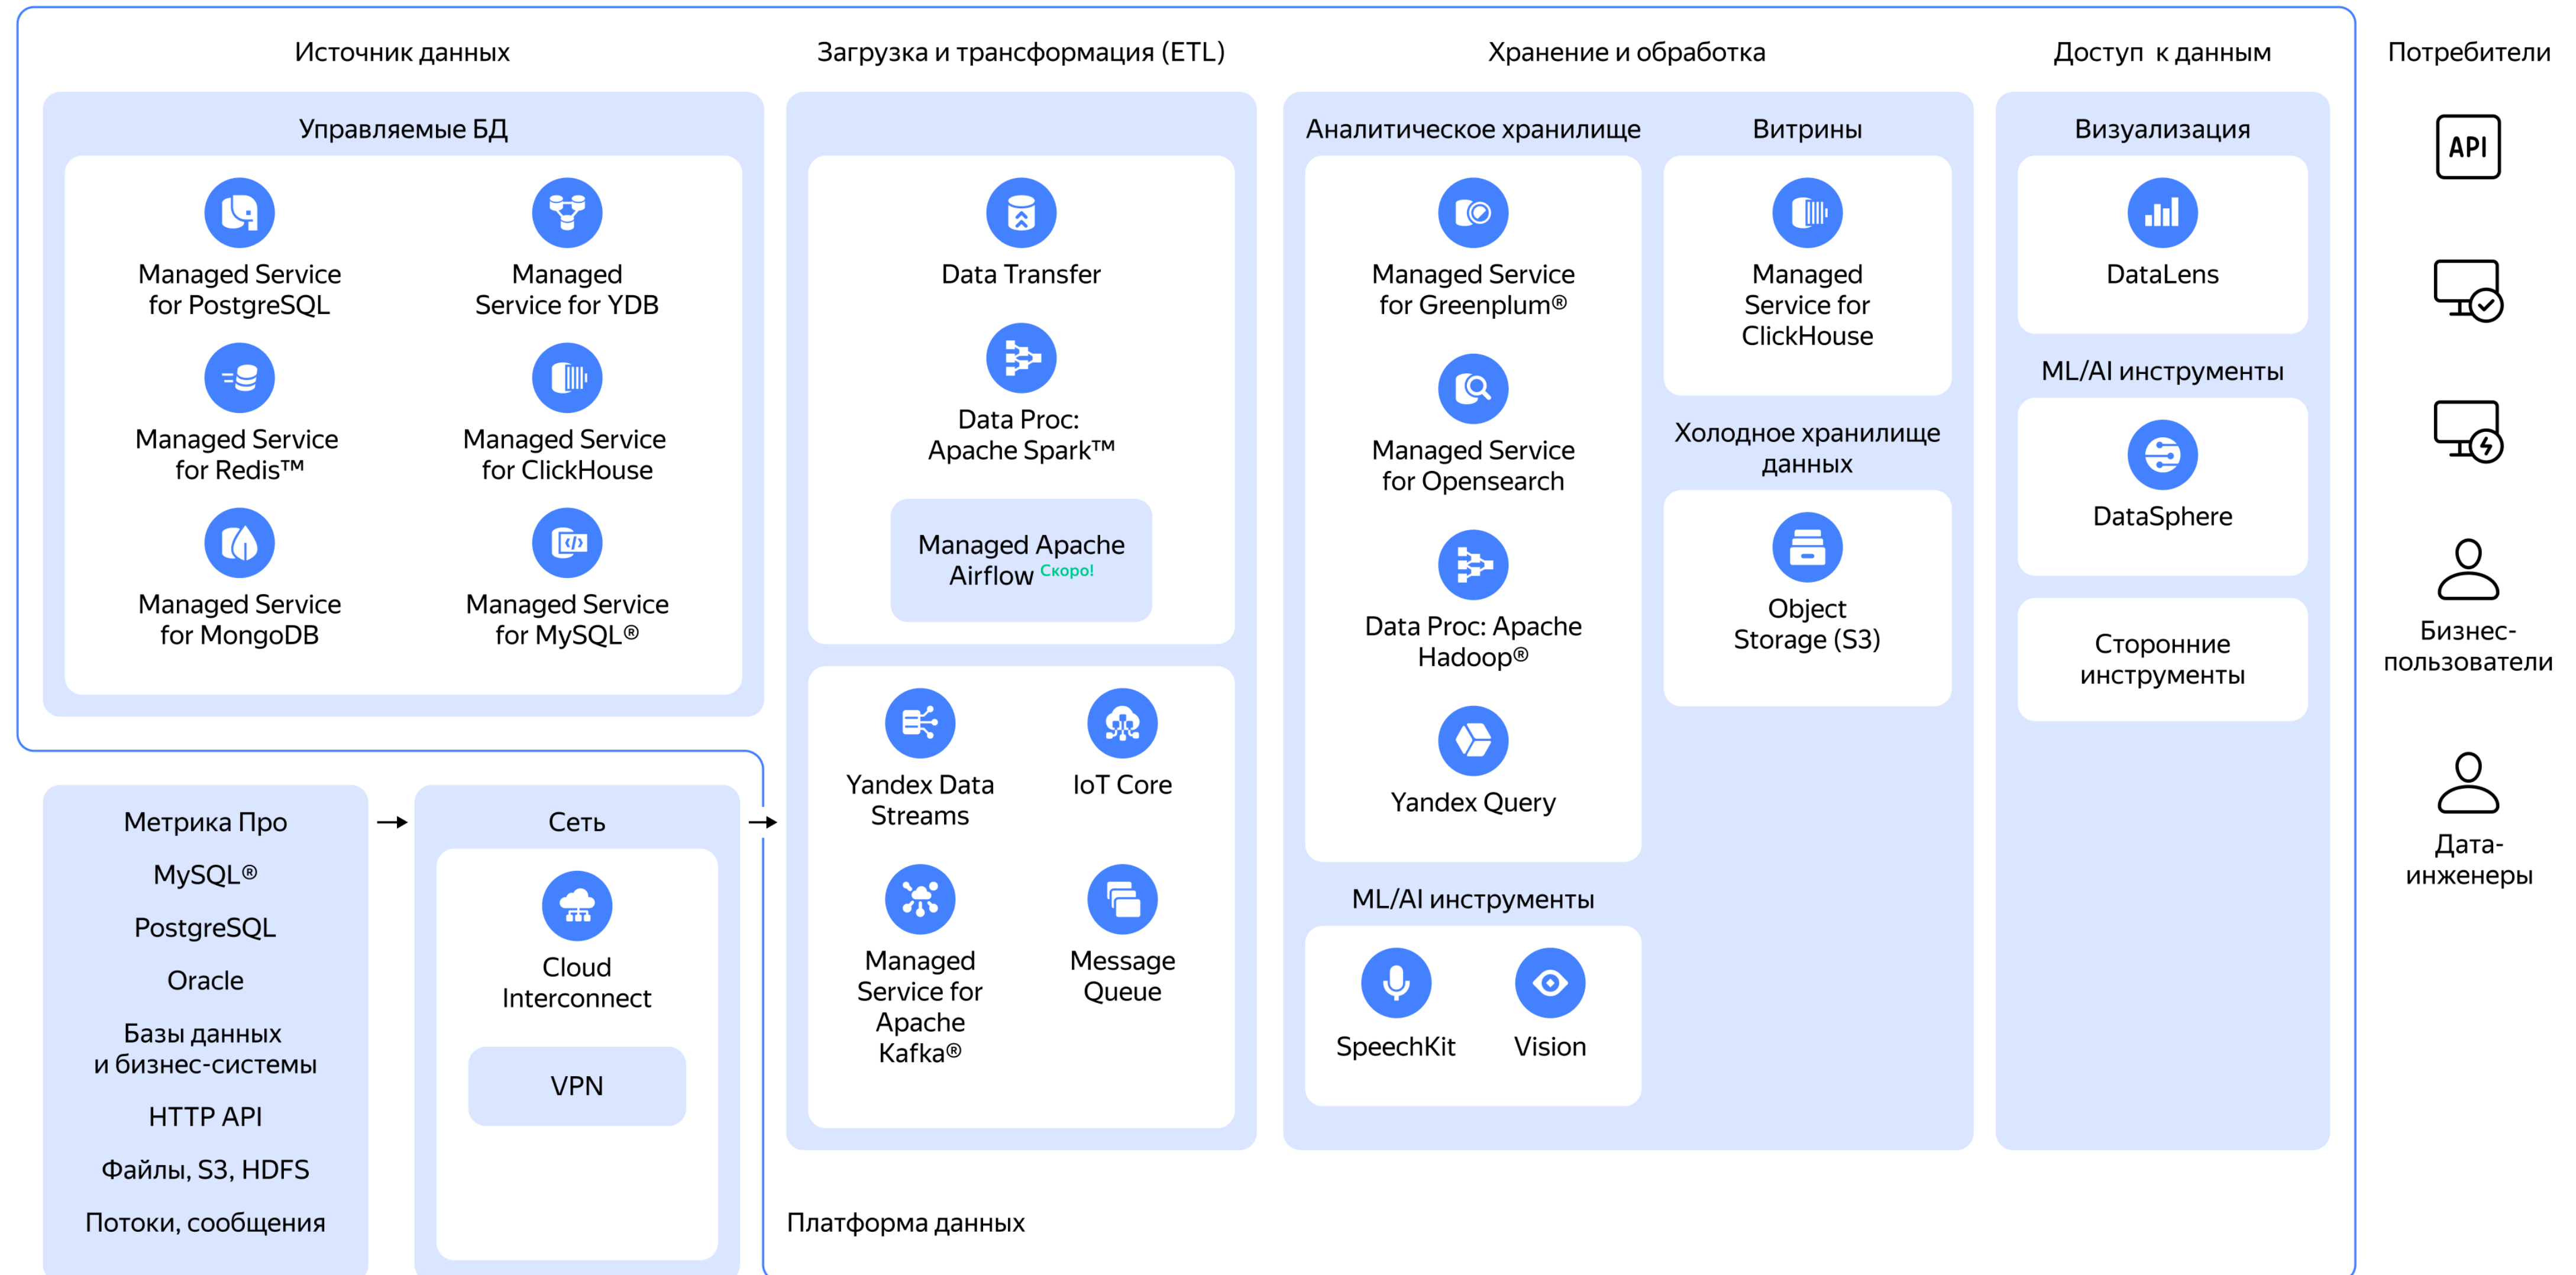 Источник данных
Загрузка и трансформация (ETL)
Хранение и обработка
Доступ к данным
Потребители
Управляемые БД
Managed Service
for PostgreSQL
Managed
Service for YDB
Managed Service
for Redis™
Managed Service
for ClickHouse
Managed Service
for MongoDB
Managed Service
for MySQL®
Data Transfer
Data Proc:
Apache Spark™
Managed Apache
Airflow Скоро!
Yandex Data
Streams
IoT Core
Managed
Service for
Apache
Kafka®
Message
Queue
Аналитическое хранилище
Managed Service
for Greenplum®
Managed Service
for Opensearch
Data Proc: Apache
Hadoop®
Yandex Query
ML/AI инструменты
SpeechKit
Vision
Витрины
Managed
Service for
ClickHouse
Холодное хранилище
данных
Object
Storage (S3)
Визуализация
DataLens
ML/AI инструменты
DataSphere
Сторонние
инструменты
API
Бизнес-
пользователи
Дата-
инженеры
Метрика Про
MySQL®
PostgreSQL
Oracle
Базы данных
и бизнес-системы
HTTP API
Файлы, S3, HDFS
Потоки, сообщения
Сеть
Cloud
Interconnect
VPN
Платформа данных